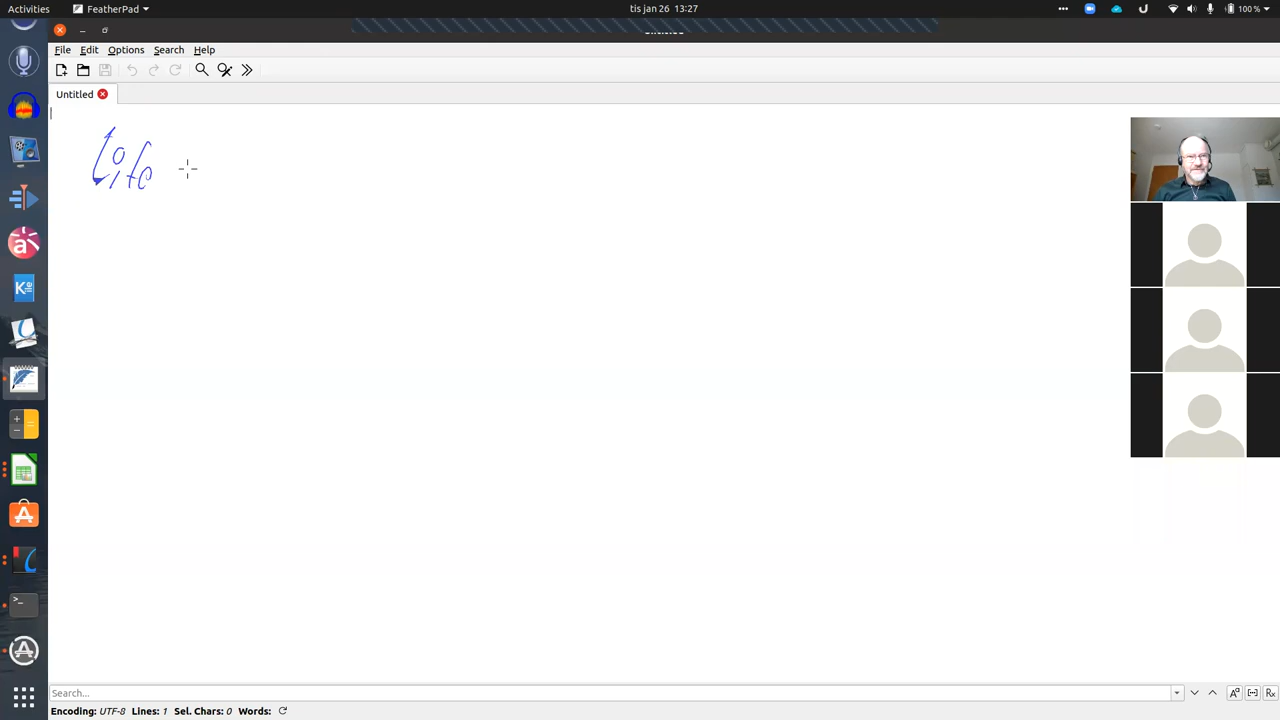 Activities FeatherPad tis jan 26 13:27 100 %
File Edit Options Search Help
Untitled
Life
Search...
Encoding: UTF-8 Lines: 1 Sel. Chars: 0 Words: